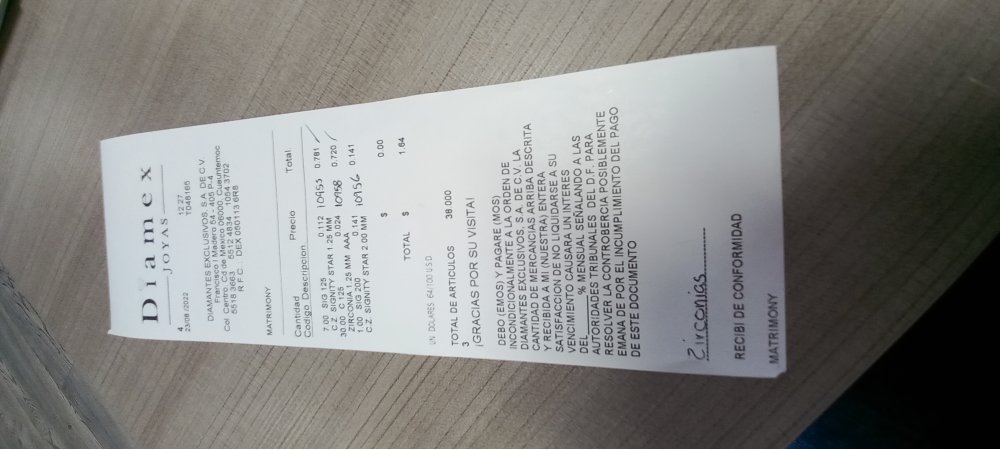 Diamex
JOYAS
4 12:27
23/08/2022 T048165
DIAMANTES EXCLUSIVOS, S.A. DE C.V.
Francisco I Madero 54 - 405 P-4
Col Centro. Cd de Mexico 06000. Cuauhtemoc
5518 3663 5512 4834 1054 3702
R F C. DEX 050113 6R8
MATRIMONY
Cantidad Precio Total.
Codigo. Descripcion
7.00 SIG 125 0.112 10955 0.781
C.Z. SIGNITY STAR 1.25 MM
30.00 C 125 0.024 10958 0.720
ZIRCONIA 1.25 MM AAA
1.00 SIG 200 0.141 10956 0.141
C.Z. SIGNITY STAR 2.00 MM
$ 0.00
TOTAL $ 1.64
UN DOLARES 64/100 U.S.D.
TOTAL DE ARTICULOS 38.000
3
¡GRACIAS POR SU VISITA!
DEBO (EMOS) Y PAGARE (MOS)
INCONDICIONALMENTE A LA ORDEN DE
DIAMANTES EXCLUSIVOS, S.A. DE C.V. LA
CANTIDAD DE MERCANCIAS ARRIBA DESCRITA
Y RECIBIDA A MI (NUESTRA) ENTERA
SATISFACCION DE NO LIQUIDARSE A SU
VENCIMIENTO CAUSARA UN INTERES
DEL ______% MENSUAL SEÑALANDO A LAS
AUTORIDADES TRIBUNALES DEL D.F. PARA
RESOLVER LA CONTROBERCIA POSIBLEMENTE
EMANA DE POR EL INCUMPLIMIENTO DEL PAGO
DE ESTE DOCUMENTO
Zirconias
RECIBI DE CONFORMIDAD
MATRIMONY